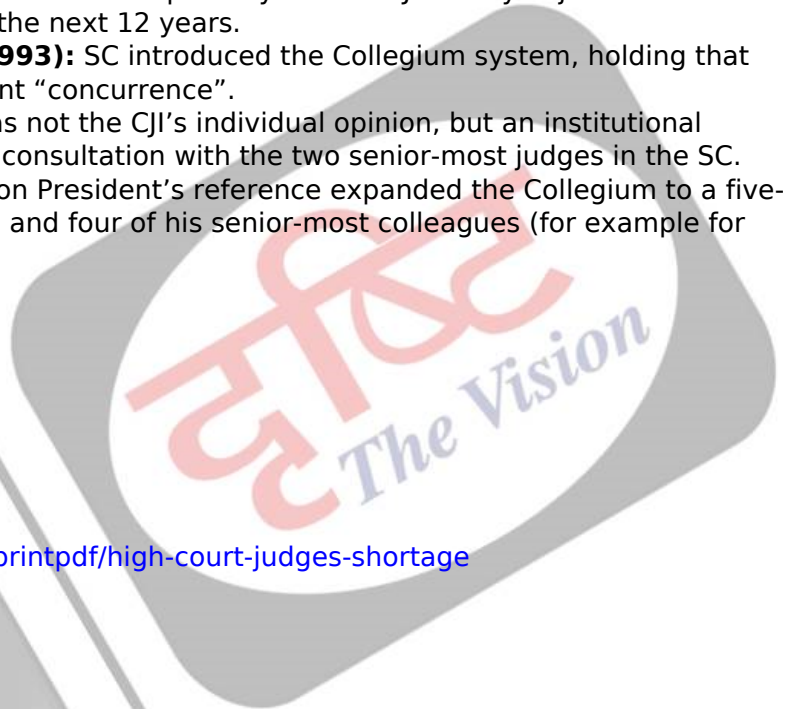 the next 12 years.
993): SC introduced the Collegium system, holding that
nt “concurrence”.
as not the CJI’s individual opinion, but an institutional
consultation with the two senior-most judges in the SC.
on President’s reference expanded the Collegium to a five-
and four of his senior-most colleagues (for example for
दृष्टि
The Vision
printpdf/high-court-judges-shortage